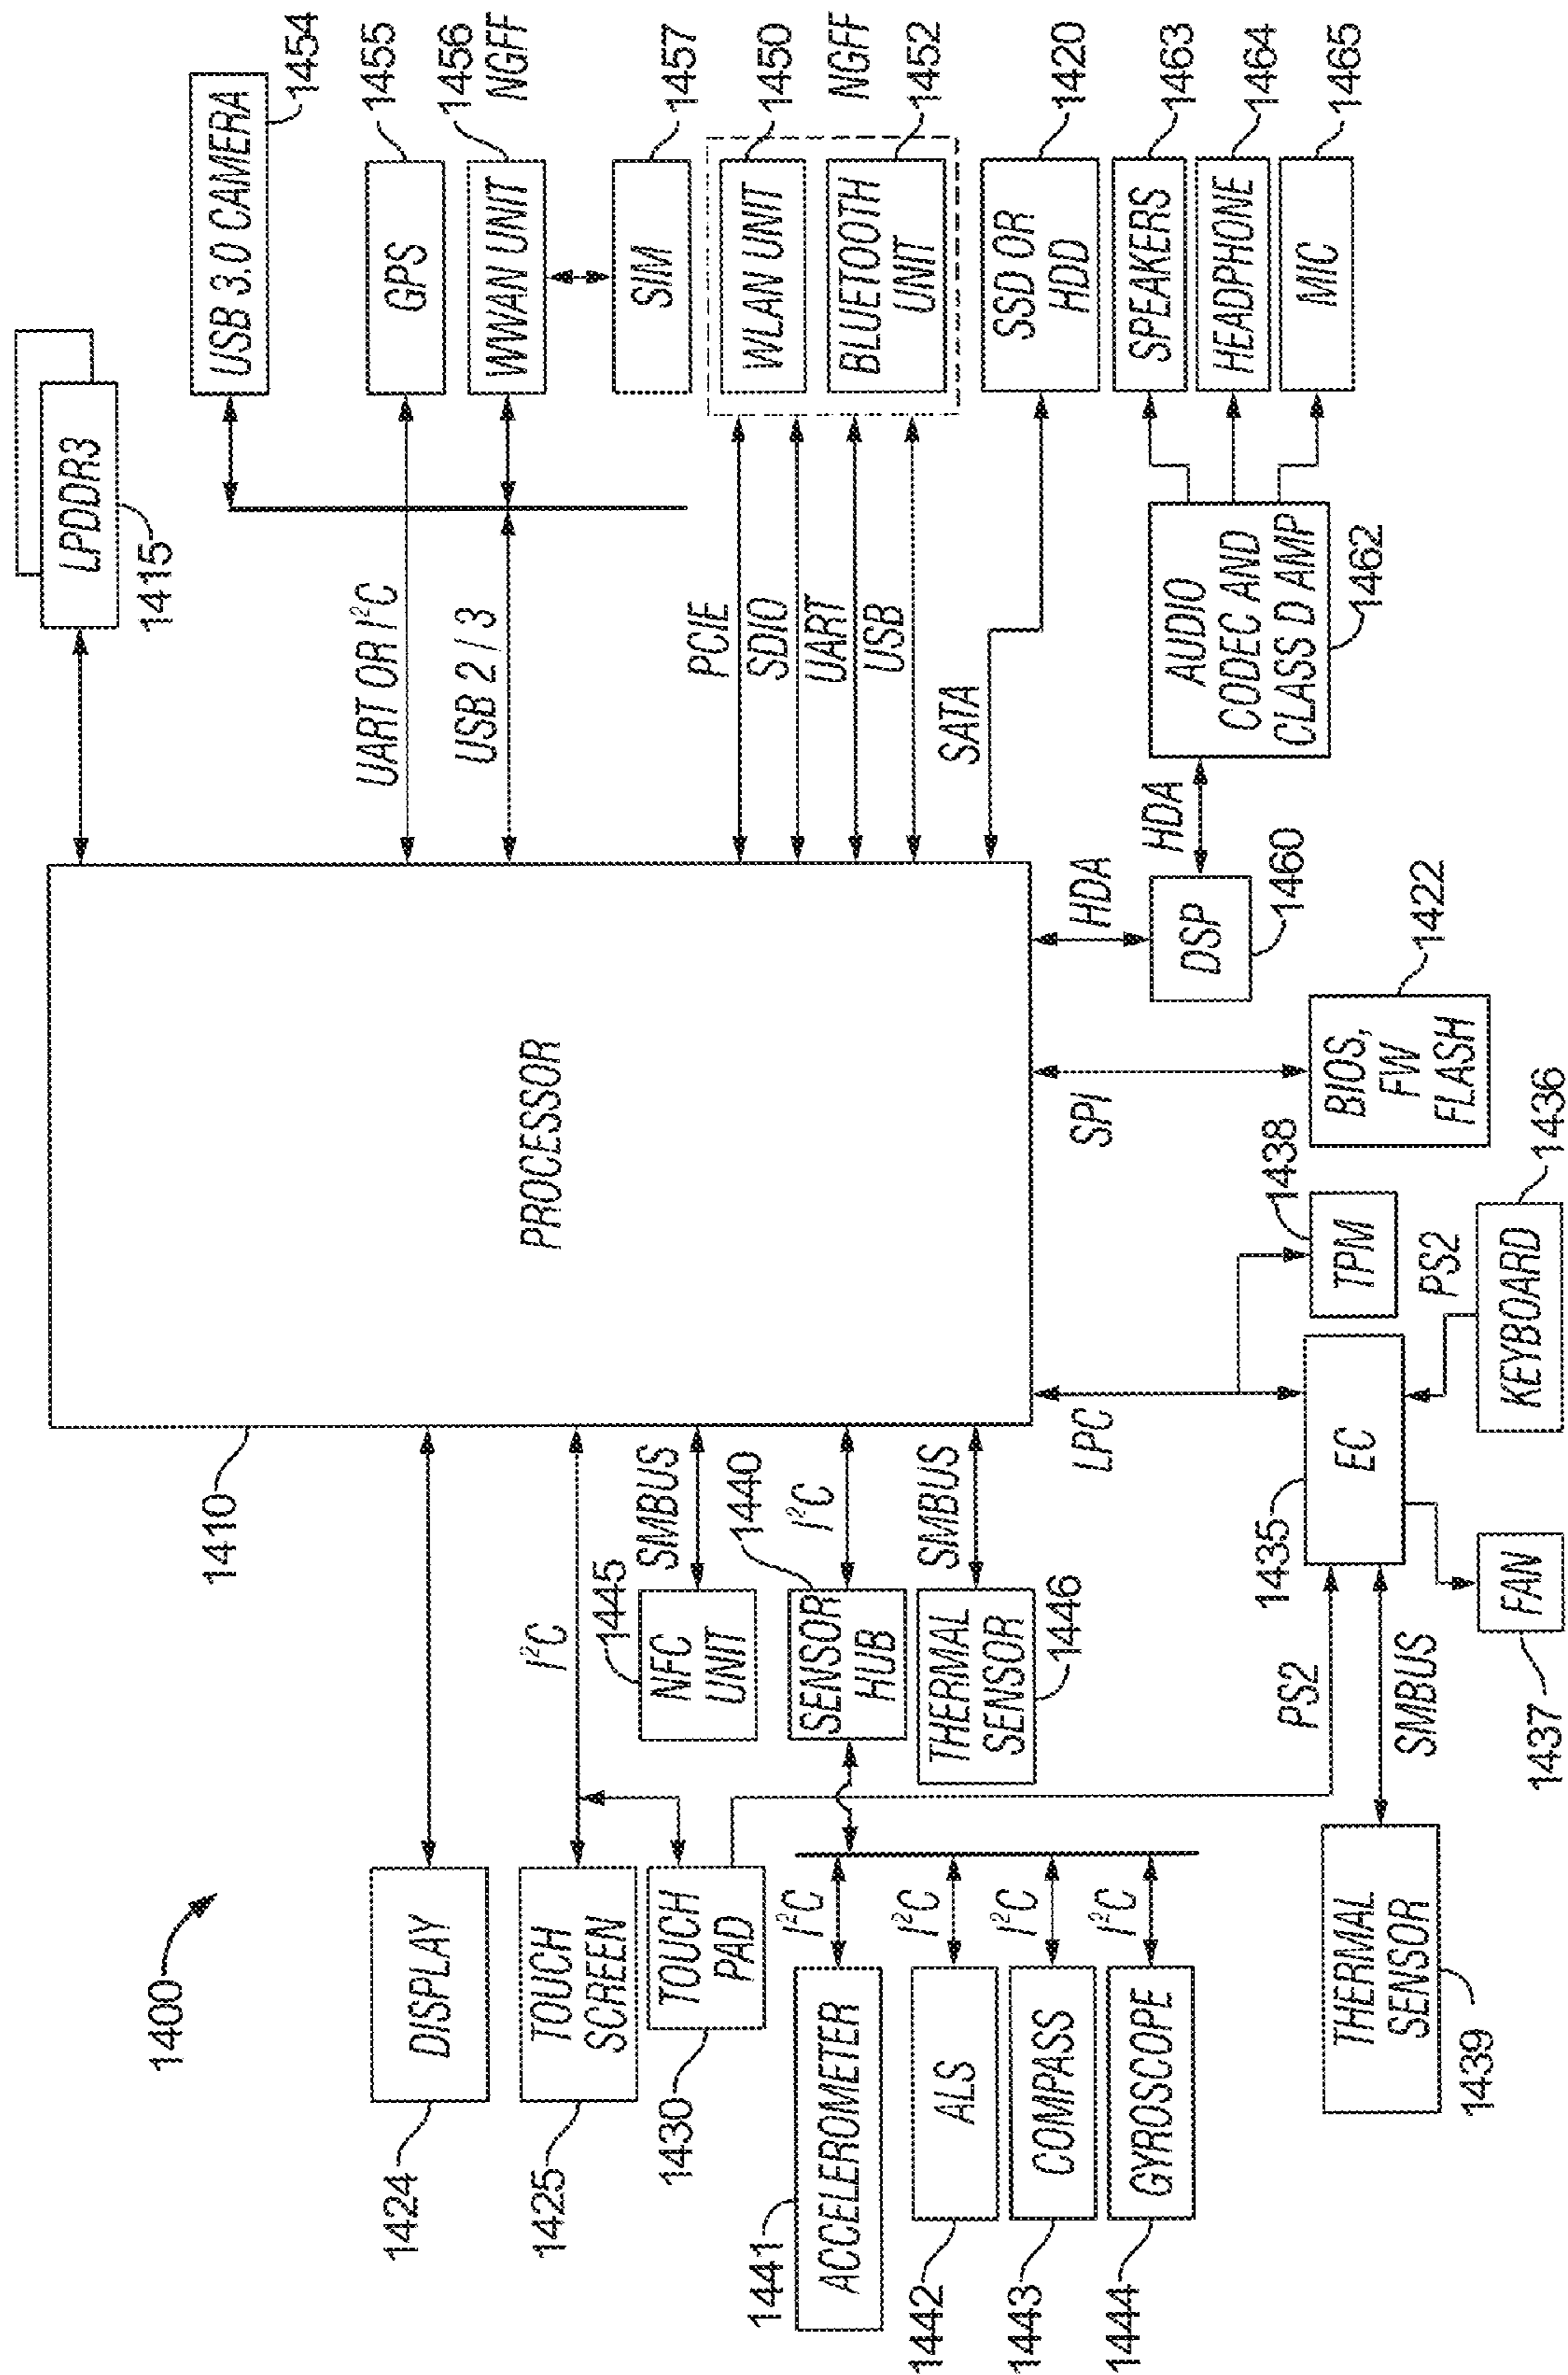 1400
1410
PROCESSOR
LPDDR3
1415
DISPLAY
1424
I²C
TOUCH
SCREEN
1425
TOUCH
PAD
1430
SMBUS
1445
NFC
UNIT
1440
I²C
SENSOR
HUB
SMBUS
THERMAL
SENSOR
1446
I²C
1441
ACCELEROMETER
I²C
ALS
1442
I²C
COMPASS
1443
I²C
GYROSCOPE
1444
USB 3.0 CAMERA
1454
UART OR I²C
GPS
1455
USB 2 / 3
WWAN UNIT
1456
NGFF
SIM
1457
PCIE
SDIO
UART
USB
WLAN UNIT
1450
BLUETOOTH
UNIT
NGFF
1452
SATA
SSD OR
HDD
1420
HDA
DSP
1460
HDA
AUDIO
CODEC AND
CLASS D AMP
1462
SPEAKERS
1463
HEADPHONE
1464
MIC
1465
SPI
BIOS,
FW
FLASH
1422
LPC
TPM
1438
EC
1435
PS2
KEYBOARD
1436
FAN
1437
PS2
SMBUS
THERMAL
SENSOR
1439